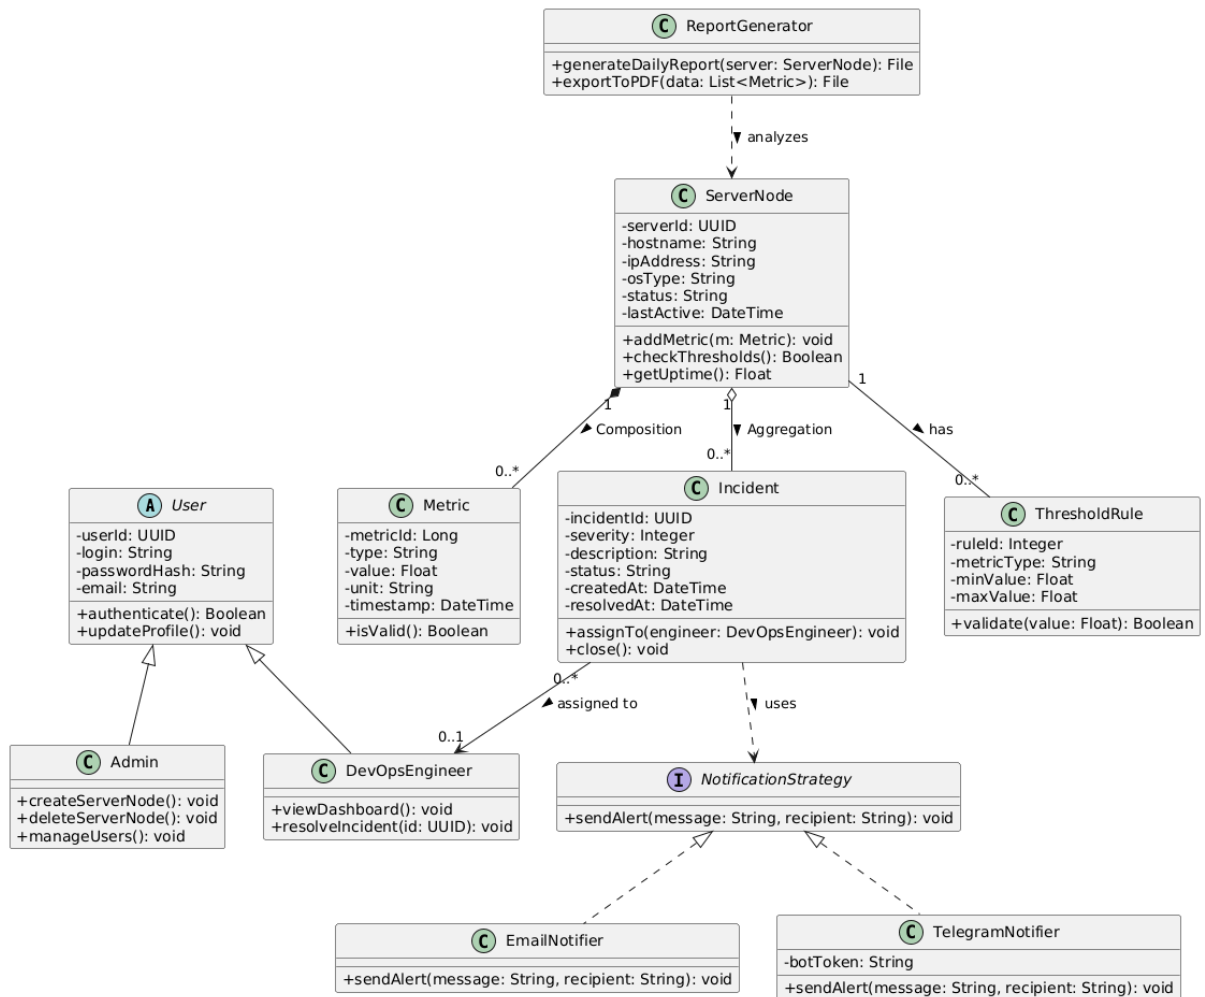 C ReportGenerator
+generateDailyReport(server: ServerNode): File
+exportToPDF(data: List<Metric>): File
analyzes
C ServerNode
-serverId: UUID
-hostname: String
-ipAddress: String
-osType: String
-status: String
-lastActive: DateTime
+addMetric(m: Metric): void
+checkThresholds(): Boolean
+getUptime(): Float
1
1
1
Composition
Aggregation
has
0..*
0..*
0..*
A User
-userId: UUID
-login: String
-passwordHash: String
-email: String
+authenticate(): Boolean
+updateProfile(): void
C Metric
-metricId: Long
-type: String
-value: Float
-unit: String
-timestamp: DateTime
+isValid(): Boolean
C Incident
-incidentId: UUID
-severity: Integer
-description: String
-status: String
-createdAt: DateTime
-resolvedAt: DateTime
+assignTo(engineer: DevOpsEngineer): void
+close(): void
C ThresholdRule
-ruleId: Integer
-metricType: String
-minValue: Float
-maxValue: Float
+validate(value: Float): Boolean
0..*
assigned to
0..1
uses
C Admin
+createServerNode(): void
+deleteServerNode(): void
+manageUsers(): void
C DevOpsEngineer
+viewDashboard(): void
+resolveIncident(id: UUID): void
I NotificationStrategy
+sendAlert(message: String, recipient: String): void
C EmailNotifier
+sendAlert(message: String, recipient: String): void
C TelegramNotifier
-botToken: String
+sendAlert(message: String, recipient: String): void